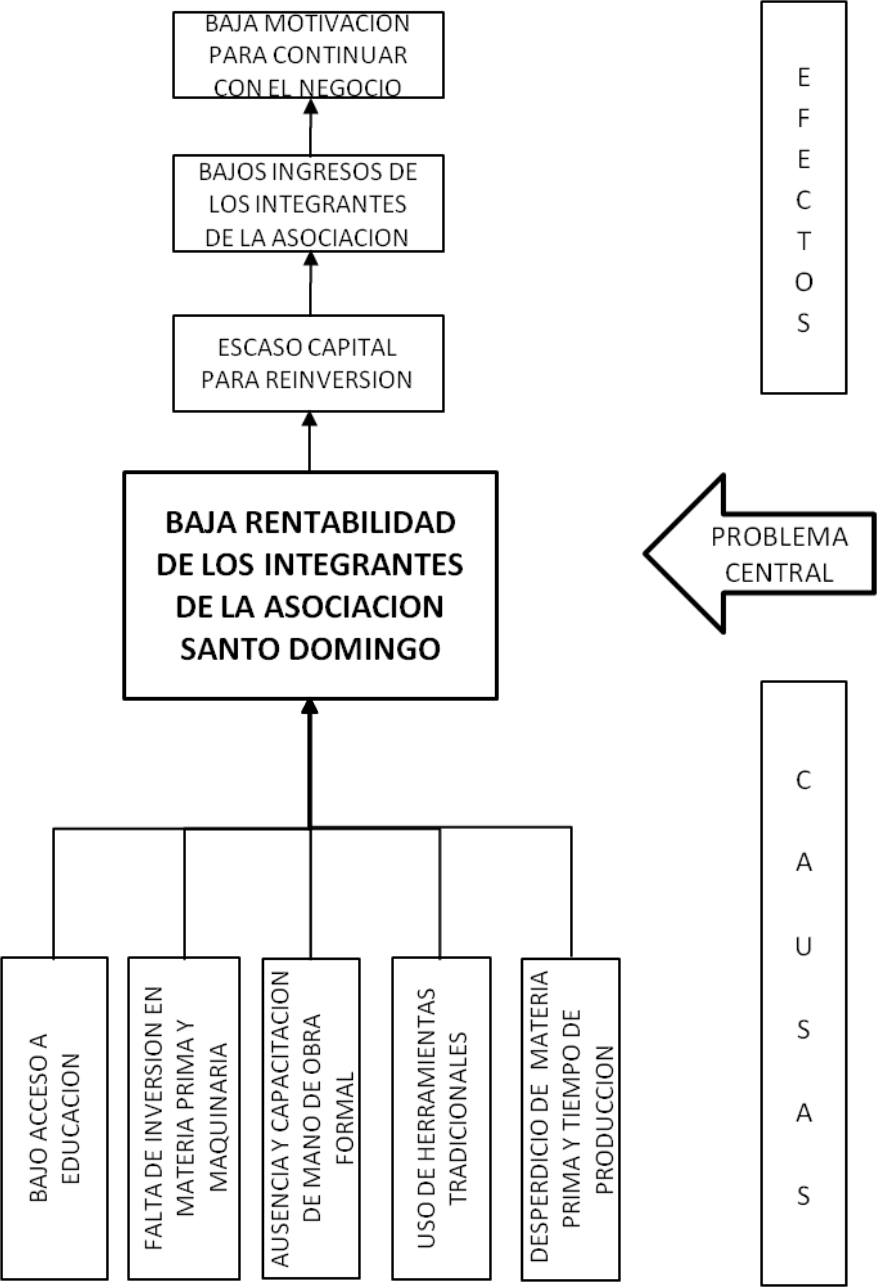 BAJA MOTIVACION
PARA CONTINUAR
CON EL NEGOCIO
BAJOS INGRESOS DE
LOS INTEGRANTES
DE LA ASOCIACION
ESCASO CAPITAL
PARA REINVERSION
EFECTOS
BAJA RENTABILIDAD
DE LOS INTEGRANTES
DE LA ASOCIACION
SANTO DOMINGO
PROBLEMA
CENTRAL
BAJO ACCESO A
EDUCACION
FALTA DE INVERSION EN
MATERIA PRIMA Y
MAQUINARIA
AUSENCIA Y CAPACITACION
DE MANO DE OBRA
FORMAL
USO DE HERRAMIENTAS
TRADICIONALES
DESPERDICIO DE MATERIA
PRIMA Y TIEMPO DE
PRODUCCION
CAUSAS